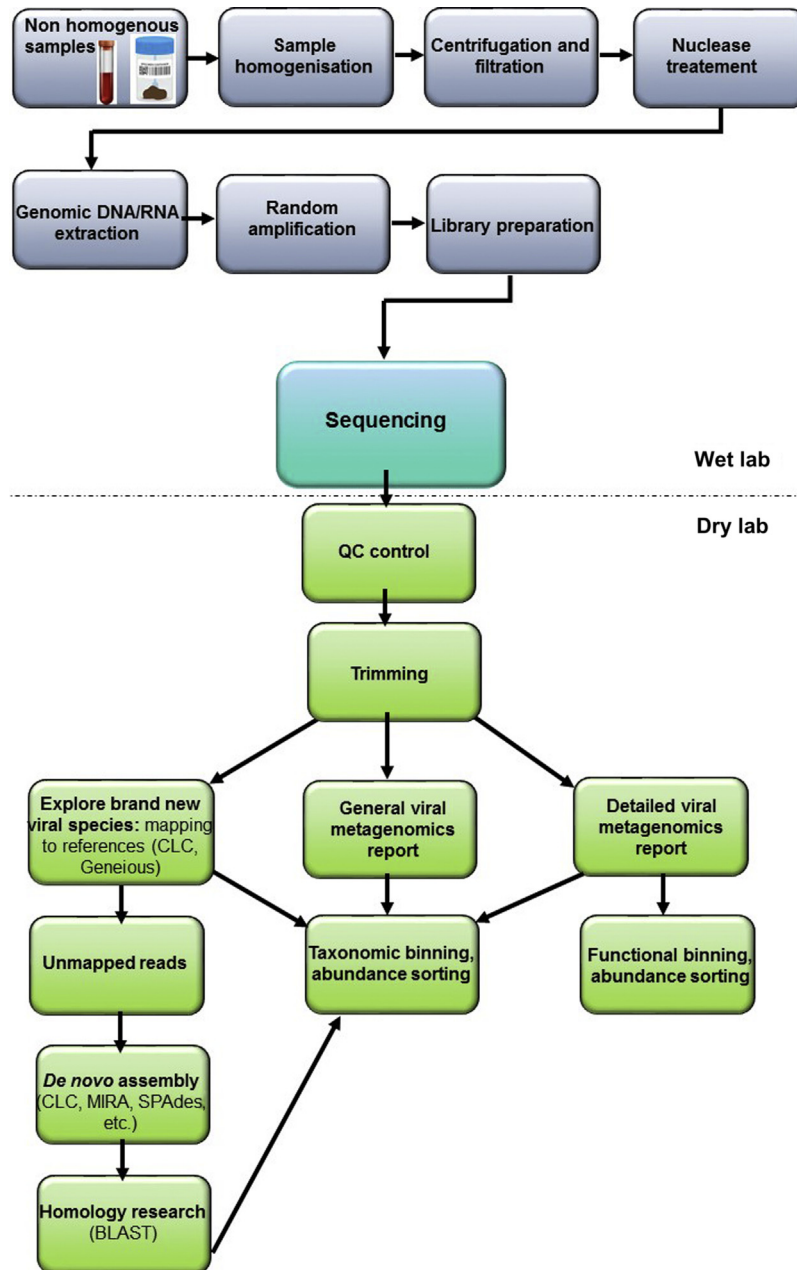 Non homogenous
samples
Sample
homogenisation
Centrifugation and
filtration
Nuclease
treatement
Genomic DNA/RNA
extraction
Random
amplification
Library preparation
Sequencing
Wet lab
Dry lab
QC control
Trimming
Explore brand new
viral species: mapping
to references (CLC,
Geneious)
General viral
metagenomics
report
Detailed viral
metagenomics
report
Unmapped reads
Taxonomic binning,
abundance sorting
Functional binning,
abundance sorting
De novo assembly
(CLC, MIRA, SPAdes,
etc.)
Homology research
(BLAST)